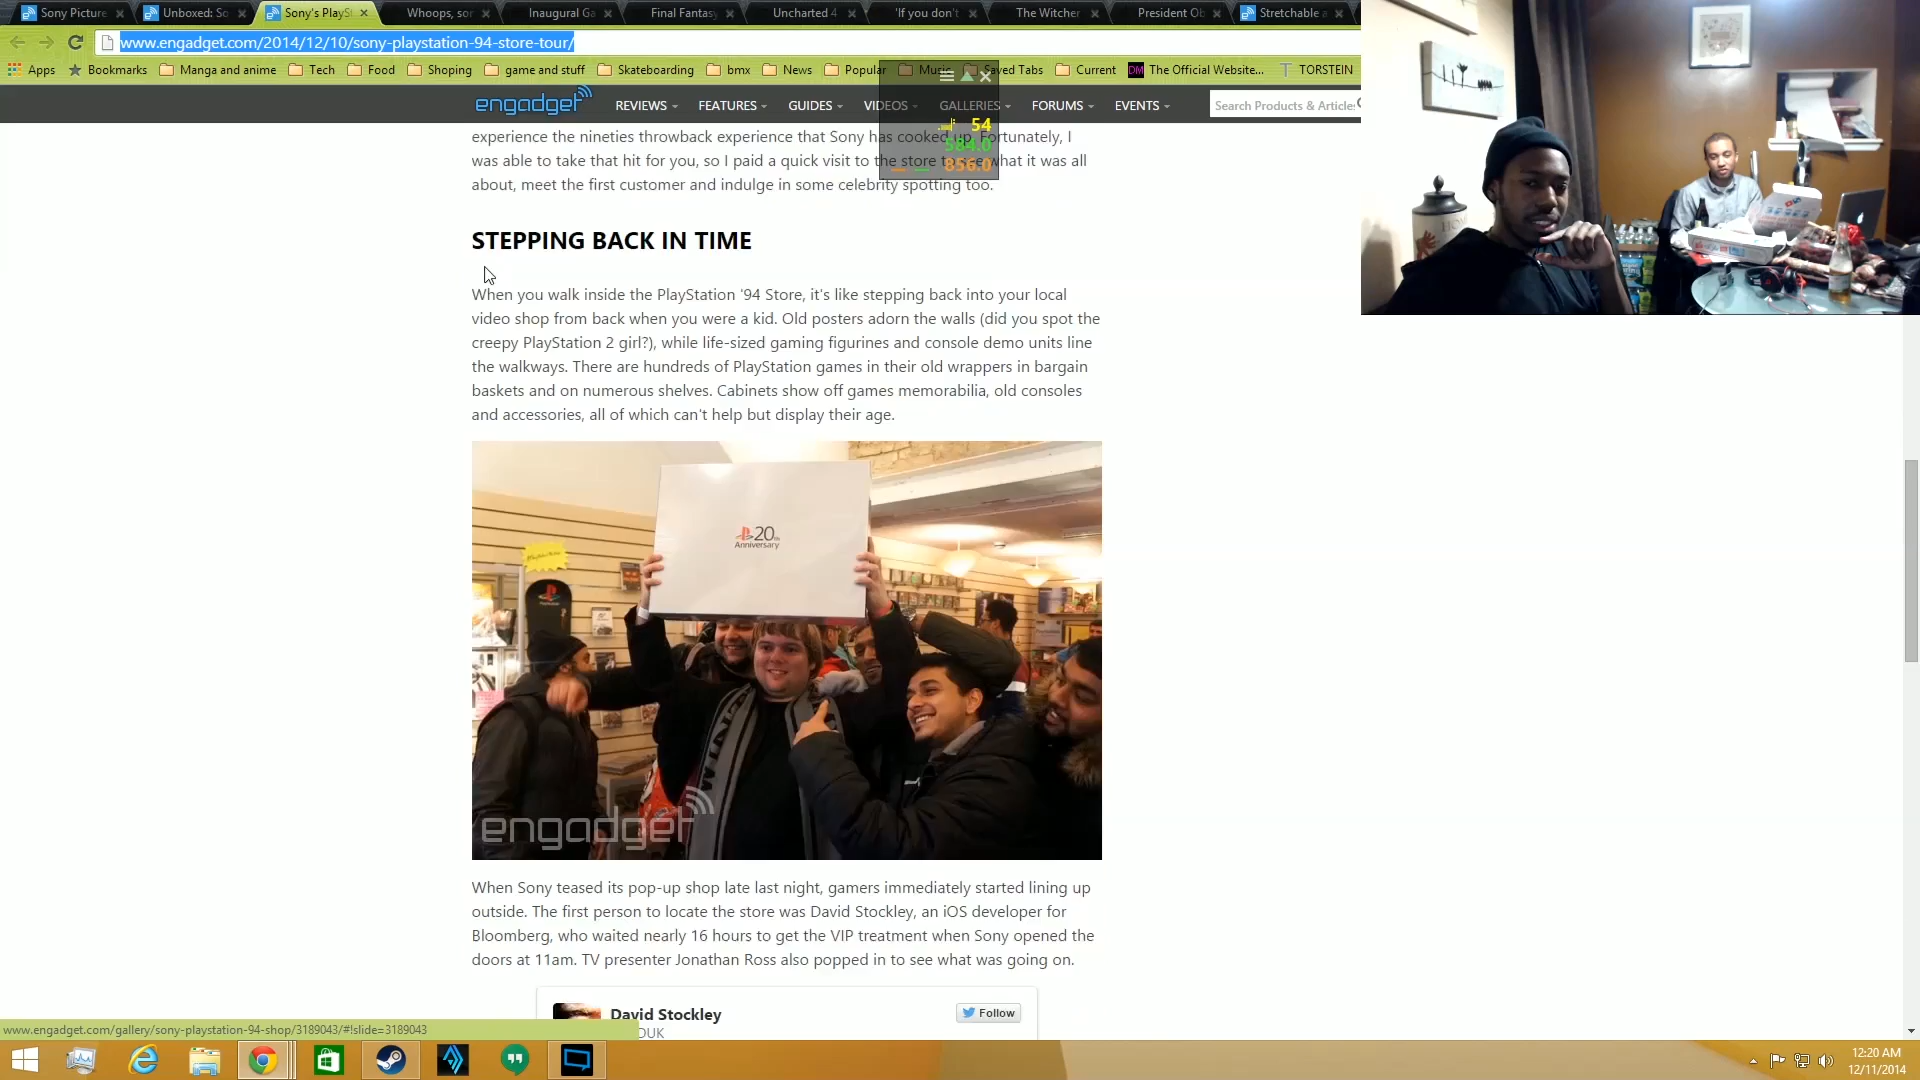 Sony Picture
Unboxed: So
Sony's PlayS
Whoops, sor
Inaugural Ga
Final Fantasy
Uncharted 4
'If you don't
The Witcher
President Ob
Stretchable a
www.engadget.com/2014/12/10/sony-playstation-94-store-tour/
Apps
Bookmarks
Manga and anime
Tech
Food
Shoping
game and stuff
Skateboarding
bmx
News
Popular
Music
Saved Tabs
Current
DM
The Official Website...
TORSTEIN
engadget
REVIEWS
FEATURES
GUIDES
VIDEOS
GALLERIES
FORUMS
EVENTS
Search Products & Articles
54
584.0
856.0
experience the nineties throwback experience that Sony has cooked up. Fortunately, I
was able to take that hit for you, so I paid a quick visit to the store to see what it was all
about, meet the first customer and indulge in some celebrity spotting too.
STEPPING BACK IN TIME
When you walk inside the PlayStation '94 Store, it's like stepping back into your local
video shop from back when you were a kid. Old posters adorn the walls (did you spot the
creepy PlayStation 2 girl?), while life-sized gaming figurines and console demo units line
the walkways. There are hundreds of PlayStation games in their old wrappers in bargain
baskets and on numerous shelves. Cabinets show off games memorabilia, old consoles
and accessories, all of which can't help but display their age.
20th
Anniversary
engadget
When Sony teased its pop-up shop late last night, gamers immediately started lining up
outside. The first person to locate the store was David Stockley, an iOS developer for
Bloomberg, who waited nearly 16 hours to get the VIP treatment when Sony opened the
doors at 11am. TV presenter Jonathan Ross also popped in to see what was going on.
David Stockley
Follow
OUK
www.engadget.com/gallery/sony-playstation-94-shop/3189043/#!slide=3189043
12:20 AM
12/11/2014